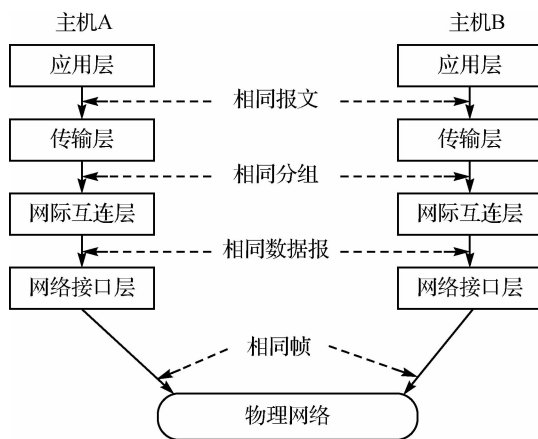 主机A 主机B
应用层 应用层
相同报文
传输层 传输层
相同分组
网际互连层 网际互连层
相同数据报
网络接口层 网络接口层
相同帧
物理网络